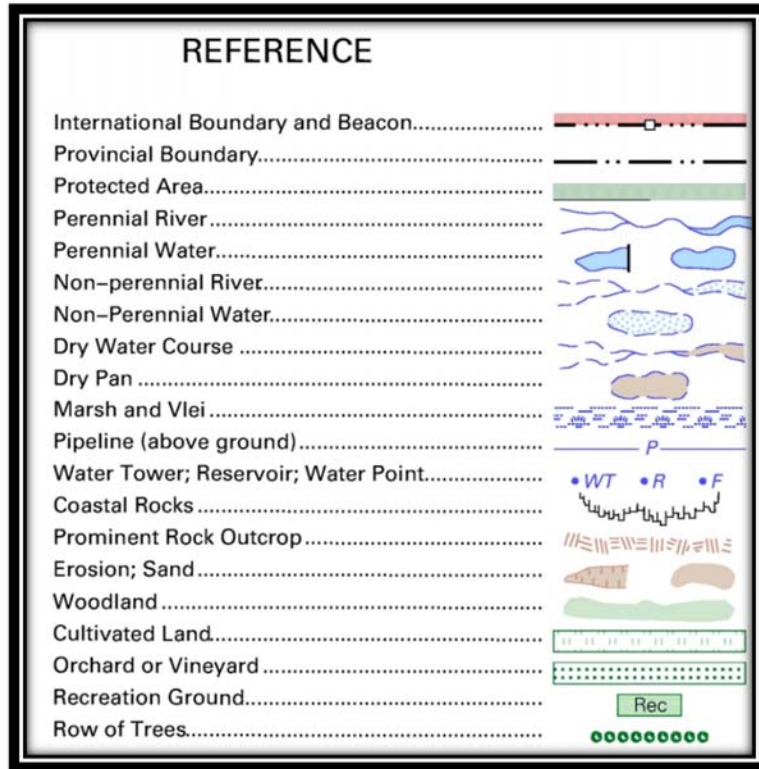 REFERENCE
International Boundary and Beacon........................
Provincial Boundary....................................................
Protected Area..............................................................
Perennial River .............................................................
Perennial Water............................................................
Non–perennial River....................................................
Non–Perennial Water...................................................
Dry Water Course ........................................................
Dry Pan .........................................................................
Marsh and Vlei .............................................................
Pipeline (above ground)............................................. P
Water Tower; Reservoir; Water Point...................... WT R F
Coastal Rocks ...............................................................
Prominent Rock Outcrop ............................................
Erosion; Sand ...............................................................
Woodland .....................................................................
Cultivated Land............................................................
Orchard or Vineyard ...................................................
Recreation Ground...................................................... Rec
Row of Trees.................................................................